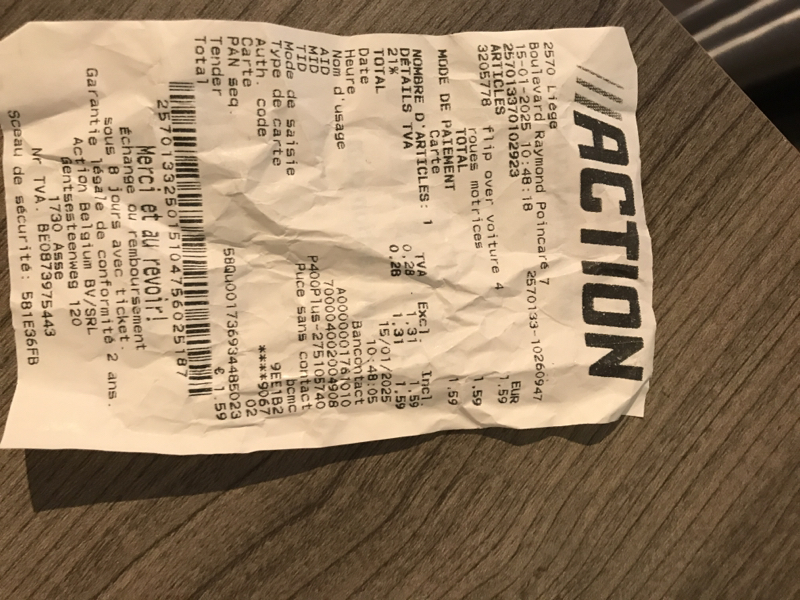 ///ACTION
2570 Liège
Boulevard Raymond Poincaré 7
15-01-2025 10:48:18 2570133-10260947
2570133701029​23
ARTICLES EUR
3205778 flip over voiture 4 1.59
roues motrices
TOTAL 1.59
MODE DE PAIEMENT
Carte 1.59
NOMBRE D'ARTICLES: 1
DÉTAILS TVA TVA Excl. Incl.
21% 0.28 1.31 1.59
TOTAL 0.28 1.31 1.59
Date 15/01/2025
Heure 10:48:05
Nom d'usage Bancontact
AID A0000001761010
MID 700004002004908
TID P400Plus-275105740
Mode de saisie Puce sans contact
Type de carte bcmc
Auth. code 9EE1B2
Carte ****9067
PAN seq. 02
Tender 58Qu001736934485023
Total € 1.59
2570133250151047560251​87
Merci et au revoir!
Échange ou remboursement
sous 8 jours avec ticket.
Garantie légale de conformité 2 ans.
Action Belgium BV/SRL
Gentsesteenweg 120
1730 Asse
Nr TVA. BE0873975443
Sceau de sécurité: 581E36FB